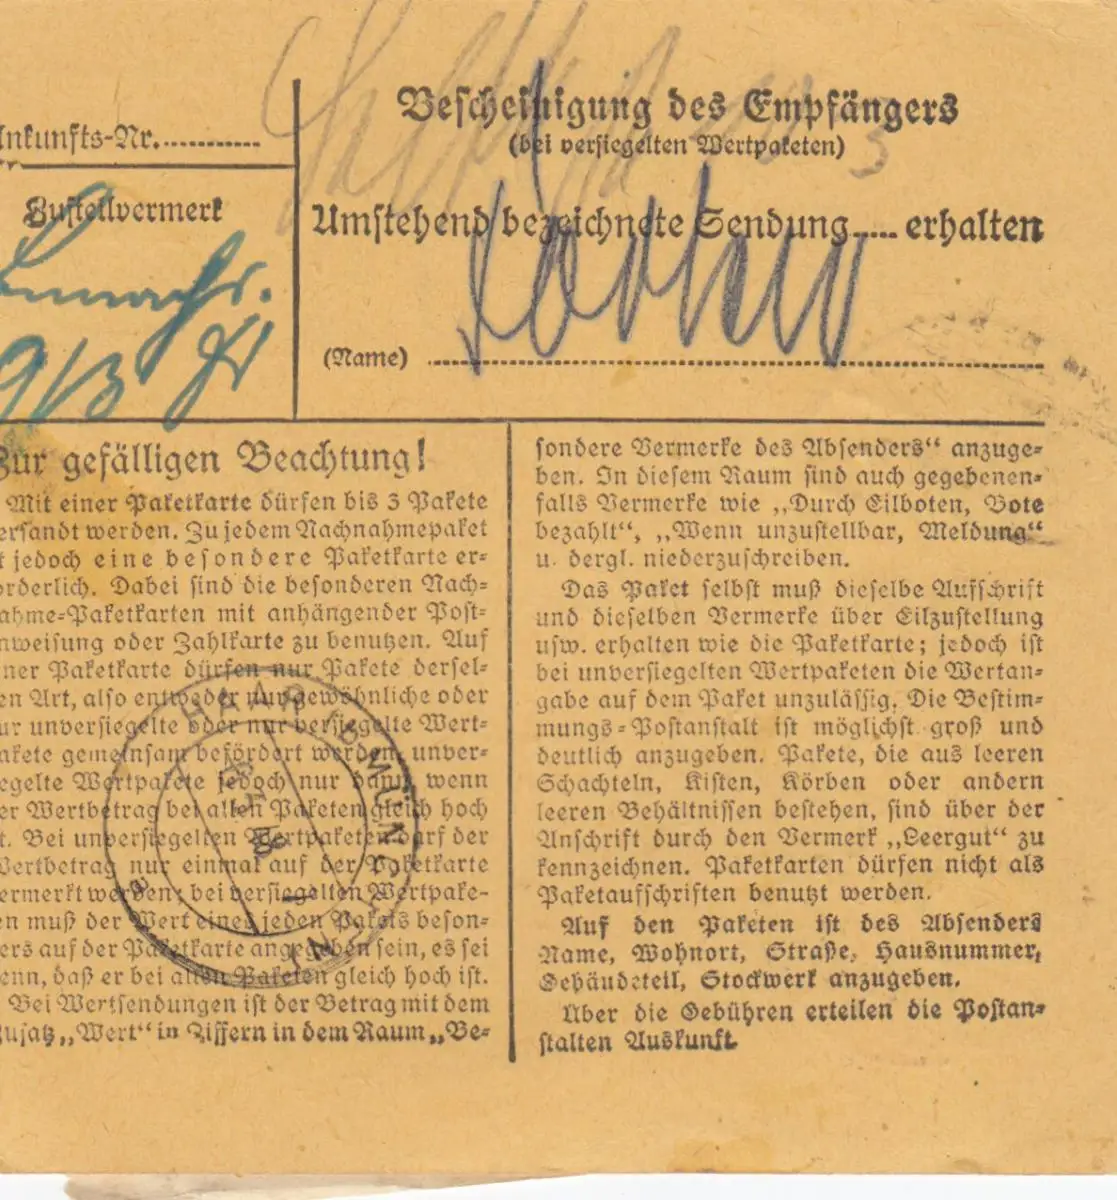 Ankunfts-Nr.............
Zustellvermerk
9/3
Bescheinigung des Empfängers
(bei versiegelten Wertpaketen)
Umstehend bezeichnete Sendung..... erhalten
(Name)
Zur gefälligen Beachtung!
Mit einer Paketkarte dürfen bis 3 Pakete
ersandt werden. Zu jedem Nachnahmepaket
t jedoch eine besondere Paketkarte er-
orderlich. Dabei sind die besonderen Nach-
ahme-Paketkarten mit anhängender Post-
nweisung oder Zahlkarte zu benutzen. Auf
iner Paketkarte dürfen nur Pakete dersel-
en Art, also entweder nur gewöhnliche oder
ur unversiegelte oder nur versiegelte Wert-
akete gemeinsam befördert werden, unver-
egelte Wertpakete jedoch nur dann, wenn
er Wertbetrag bei allen Paketen gleich hoch
t. Bei unversiegelten Wertpaketen darf der
Wertbetrag nur einmal auf der Paketkarte
ermerkt werden; bei versiegelten Wertpake-
en muß der Wert eines jeden Pakets beson-
ers auf der Paketkarte angegeben sein, es sei
enn, daß er bei allen Paketen gleich hoch ist.
Bei Wertsendungen ist der Betrag mit dem
Zusatz „Wert“ in Ziffern in dem Raum „Be-
sondere Vermerke des Absenders“ anzuge-
ben. In diesem Raum sind auch gegebenen-
falls Vermerke wie „Durch Eilboten, Bote
bezahlt“, „Wenn unzustellbar, Meldung“
u. dergl. niederzuschreiben.
Das Paket selbst muß dieselbe Aufschrift
und dieselben Vermerke über Eilzustellung
usw. erhalten wie die Paketkarte; jedoch ist
bei unversiegelten Wertpaketen die Wertan-
gabe auf dem Paket unzulässig. Die Bestim-
mungs-Postanstalt ist möglichst groß und
deutlich anzugeben. Pakete, die aus leeren
Schachteln, Kisten, Körben oder andern
leeren Behältnissen bestehen, sind über der
Anschrift durch den Vermerk „Leergut“ zu
kennzeichnen. Paketkarten dürfen nicht als
Paketaufschriften benutzt werden.
Auf den Paketen ist des Absenders
Name, Wohnort, Straße, Hausnummer,
Gebäudeteil, Stockwerk anzugeben.
Über die Gebühren erteilen die Postan-
stalten Auskunft.
HAAR
MÜNCHEN